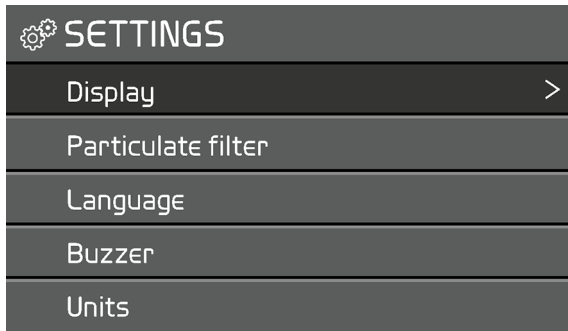 SETTINGS
Display >
Particulate filter
Language
Buzzer
Units